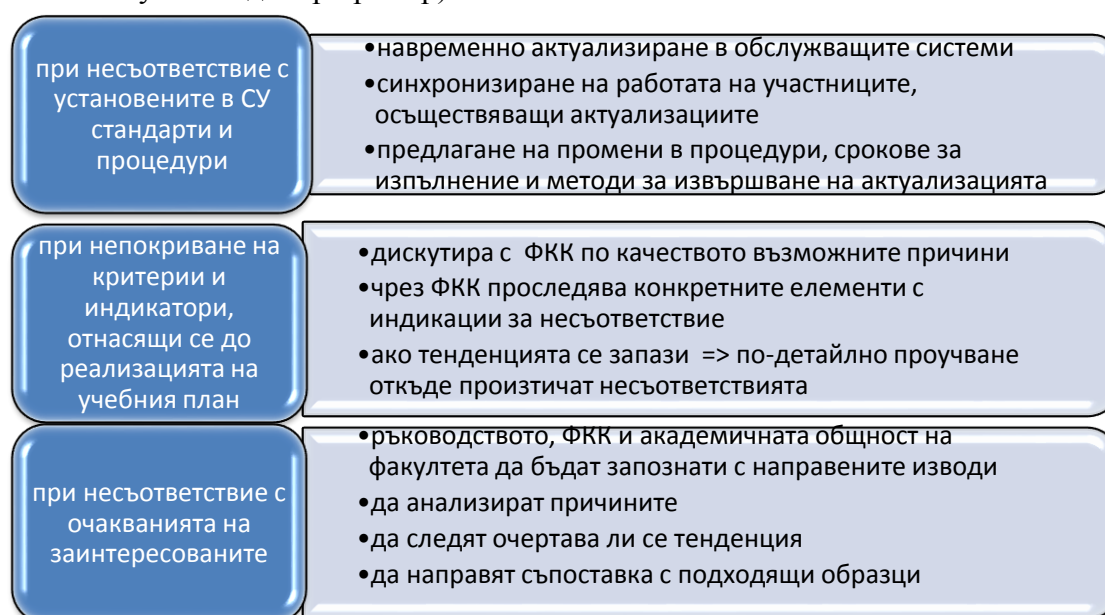 при несъответствие с
установените в СУ
стандарти и
процедури
•навременно актуализиране в обслужващите системи
•синхронизиране на работата на участниците,
осъществяващи актуализациите
•предлагане на промени в процедури, срокове за
изпълнение и методи за извършване на актуализацията
при непокриване на
критерии и
индикатори,
отнасящи се до
реализацията на
учебния план
•дискутира с ФКК по качеството възможните причини
•чрез ФКК проследява конкретните елементи с
индикации за несъответствие
•ако тенденцията се запази => по-детайлно проучване
откъде произтичат несъответствията
при несъответствие с
очакванията на
заинтересованите
•ръководството, ФКК и академичната общност на
факултета да бъдат запознати с направените изводи
•да анализират причините
•да следят очертава ли се тенденция
•да направят съпоставка с подходящи образци